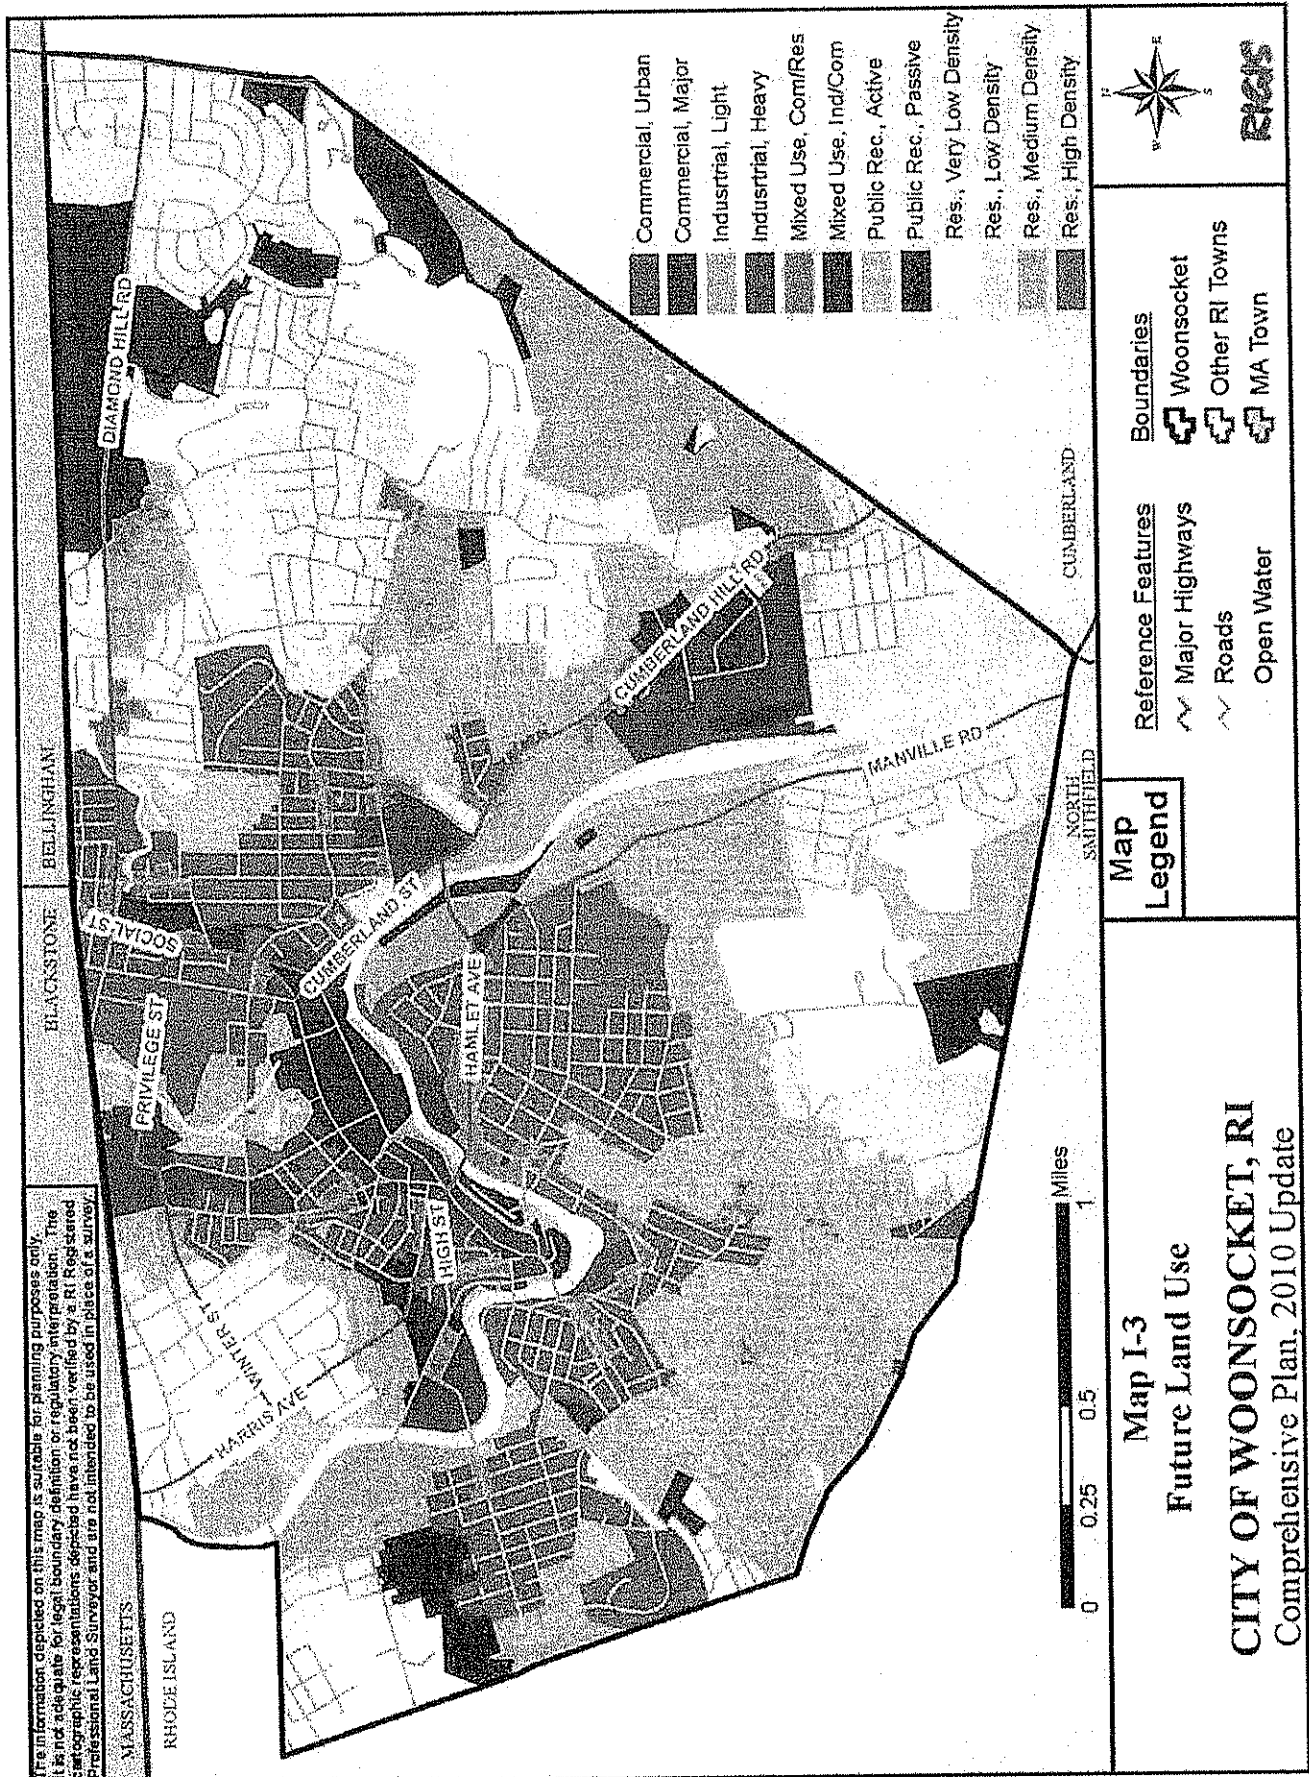 The information depicted on this map is suitable for planning purposes only.
It is not adequate for legal boundary definition or regulatory interpretation. The
cartographic representations depicted have not been verified by a RI Registered
Professional Land Surveyor and are not intended to be used in place of a survey.
MASSACHUSETTS
RHODE ISLAND
BLACKSTONE
BELLINGHAM
HARRIS AVE
WINTER ST
PRIVILEGE ST
SOCIAL ST
DIAMOND HILL RD
HIGH ST
CUMBERLAND ST
HAMLET AVE
CUMBERLAND HILL RD
MANVILLE RD
NORTH
SMITHFIELD
CUMBERLAND
Commercial, Urban
Commercial, Major
Indusrtrial, Light
Indusrtrial, Heavy
Mixed Use, Com/Res
Mixed Use, Ind/Com
Public Rec., Active
Public Rec., Passive
Res., Very Low Density
Res., Low Density
Res., Medium Density
Res., High Density
0 0.25 0.5 1
Miles
Map I-3
Future Land Use
CITY OF WOONSOCKET, RI
Comprehensive Plan, 2010 Update
Map
Legend
Reference Features
Major Highways
Roads
Open Water
Boundaries
Woonsocket
Other RI Towns
MA Town
E
S
RIGIS